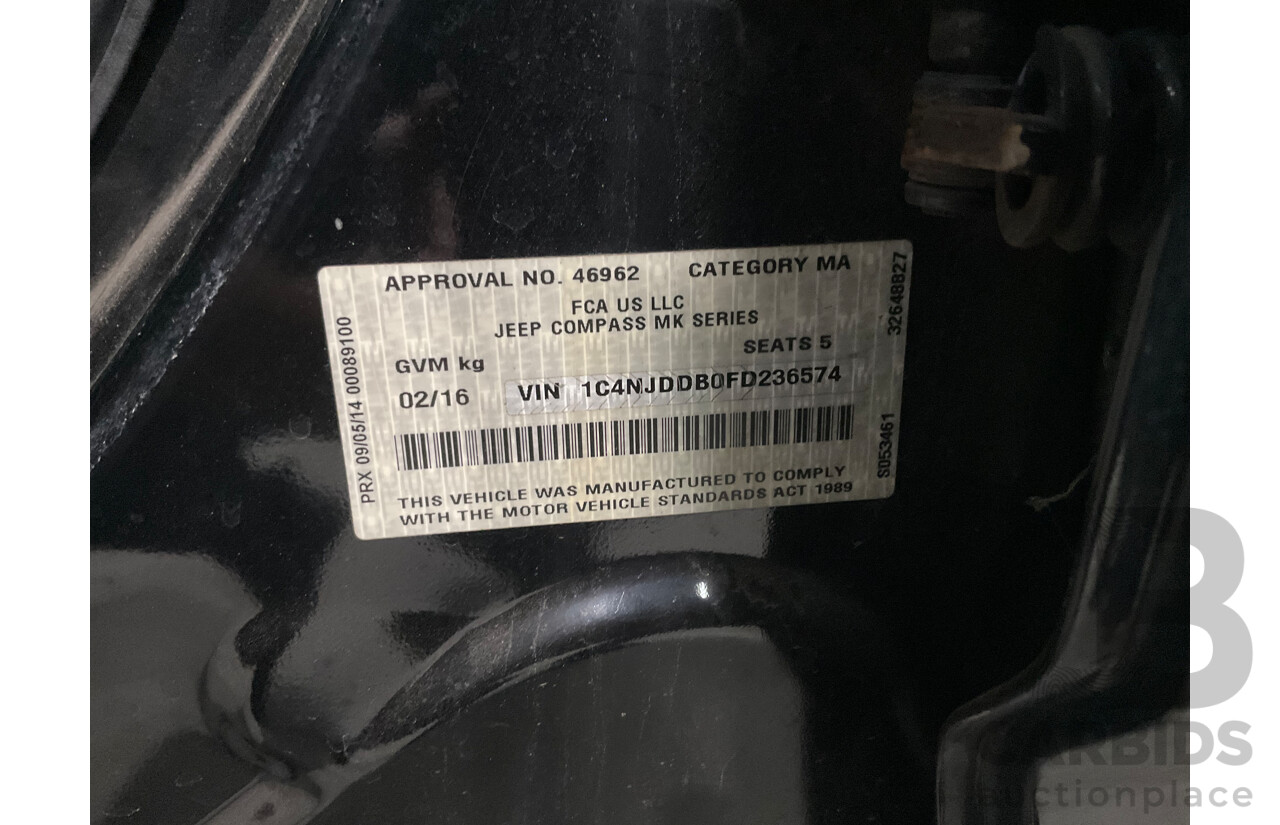 APPROVAL NO. 46962 CATEGORY MA
FCA US LLC
JEEP COMPASS MK SERIES
GVM kg SEATS 5
02/16 VIN 1C4NJDDB0FD236574
THIS VEHICLE WAS MANUFACTURED TO COMPLY
WITH THE MOTOR VEHICLE STANDARDS ACT 1989
PRX 09/05/14 00089100
32648827
S053461
CARBIDS
auctionplace